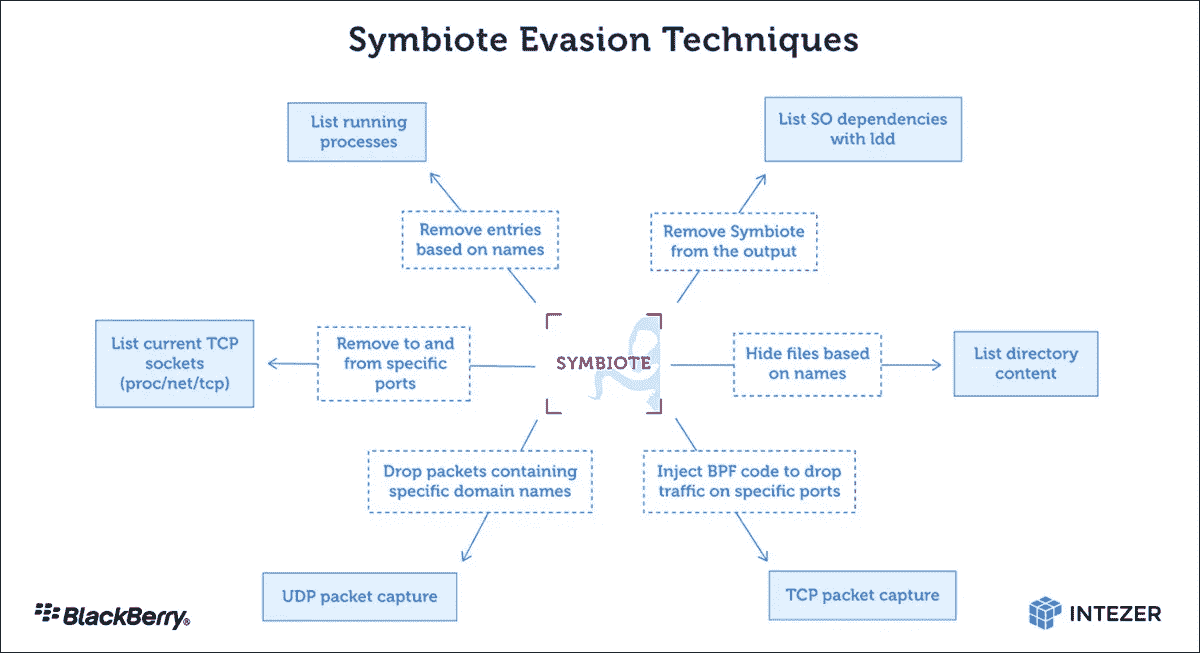 Symbiote Evasion Techniques
List running
processes
List SO dependencies
with ldd
Remove entries
based on names
Remove Symbiote
from the output
List current TCP
sockets
(proc/net/tcp)
Remove to and
from specific
ports
SYMBIOTE
Hide files based
on names
List directory
content
Drop packets containing
specific domain names
Inject BPF code to drop
traffic on specific ports
UDP packet capture
TCP packet capture
BlackBerry®
INTEZER